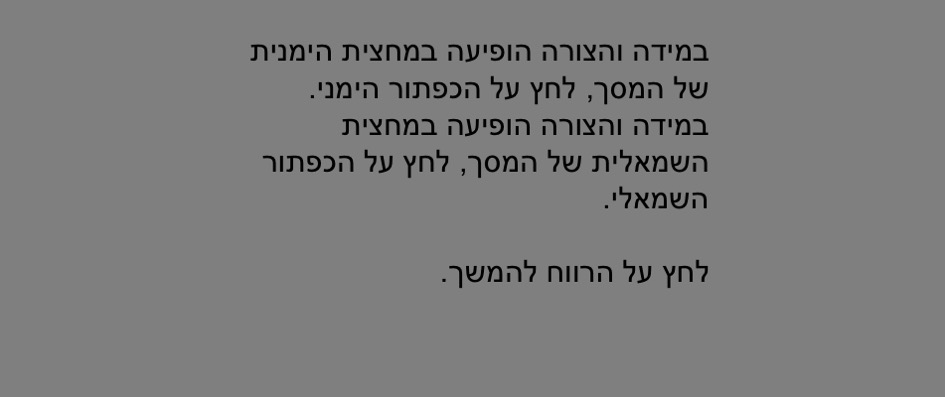 במידה והצורה הופיעה במחצית הימנית
של המסך, לחץ על הכפתור הימני.
במידה והצורה הופיעה במחצית
השמאלית של המסך, לחץ על הכפתור
השמאלי.
לחץ על הרווח להמשך.